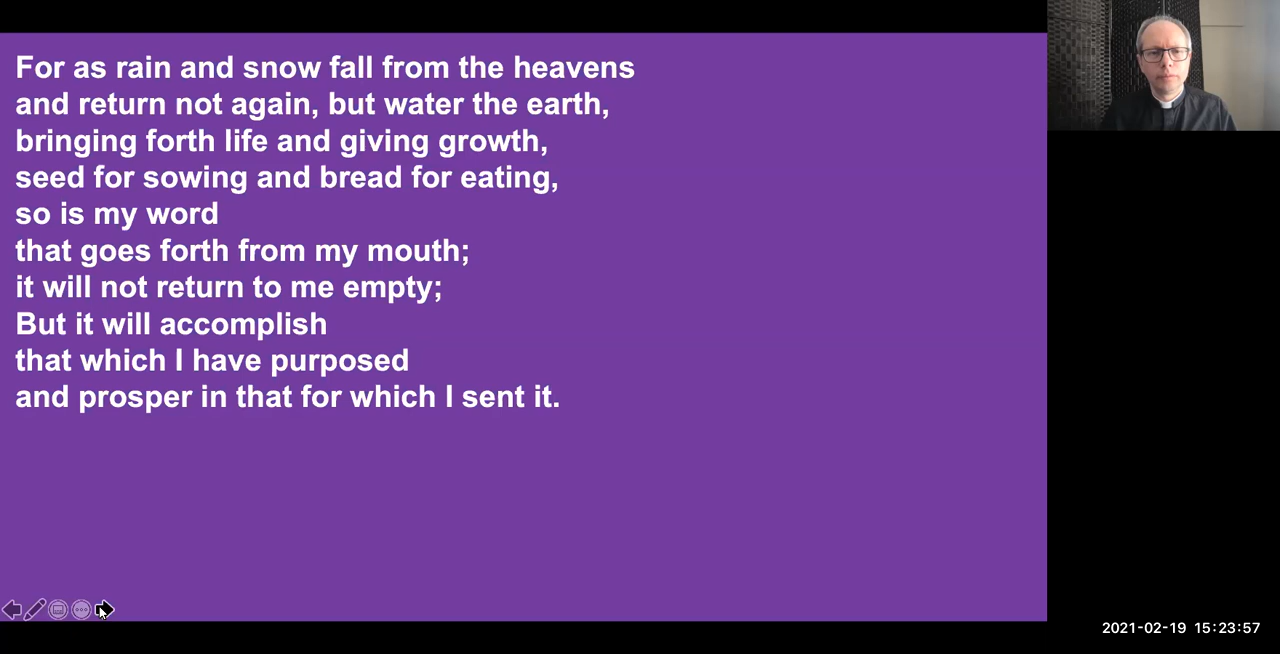 For as rain and snow fall from the heavens
and return not again, but water the earth,
bringing forth life and giving growth,
seed for sowing and bread for eating,
so is my word
that goes forth from my mouth;
it will not return to me empty;
But it will accomplish
that which I have purposed
and prosper in that for which I sent it.
2021-02-19 15:23:57